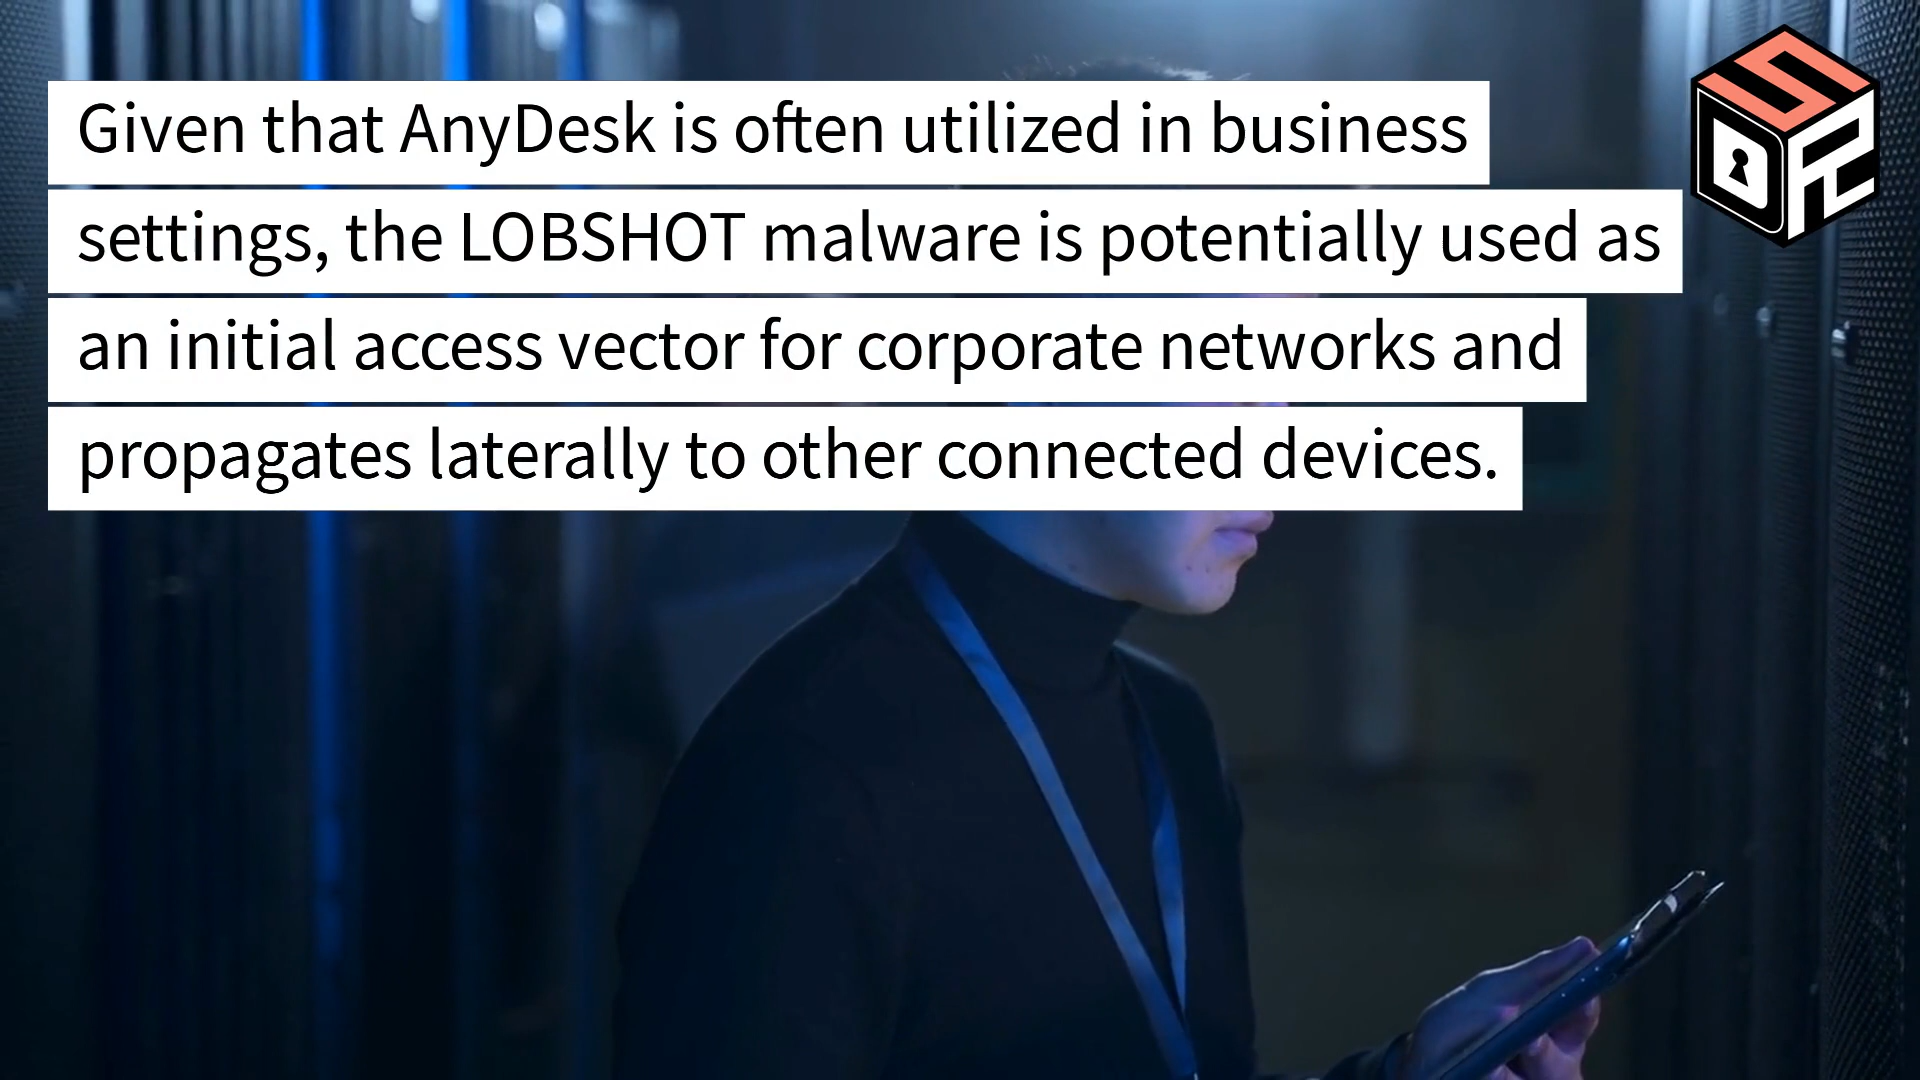 Given that AnyDesk is often utilized in business
settings, the LOBSHOT malware is potentially used as
an initial access vector for corporate networks and
propagates laterally to other connected devices.